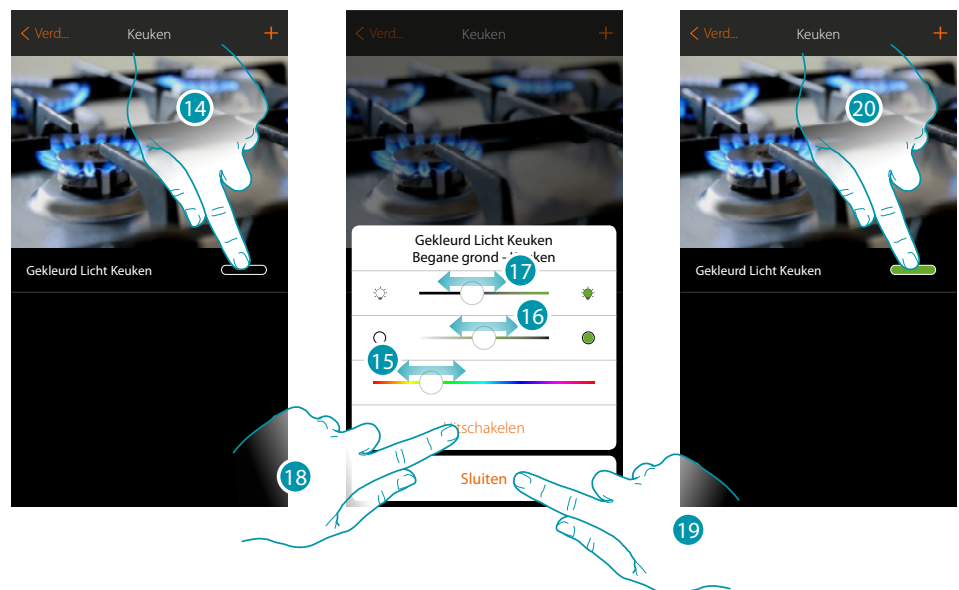 < Verd... Keuken +
14
Gekleurd Licht Keuken
< Verd... Keuken +
Gekleurd Licht Keuken
Begane grond -
17
16
15
Sluiten
18
19
< Verd... Keuken +
20
Gekleurd Licht Keuken